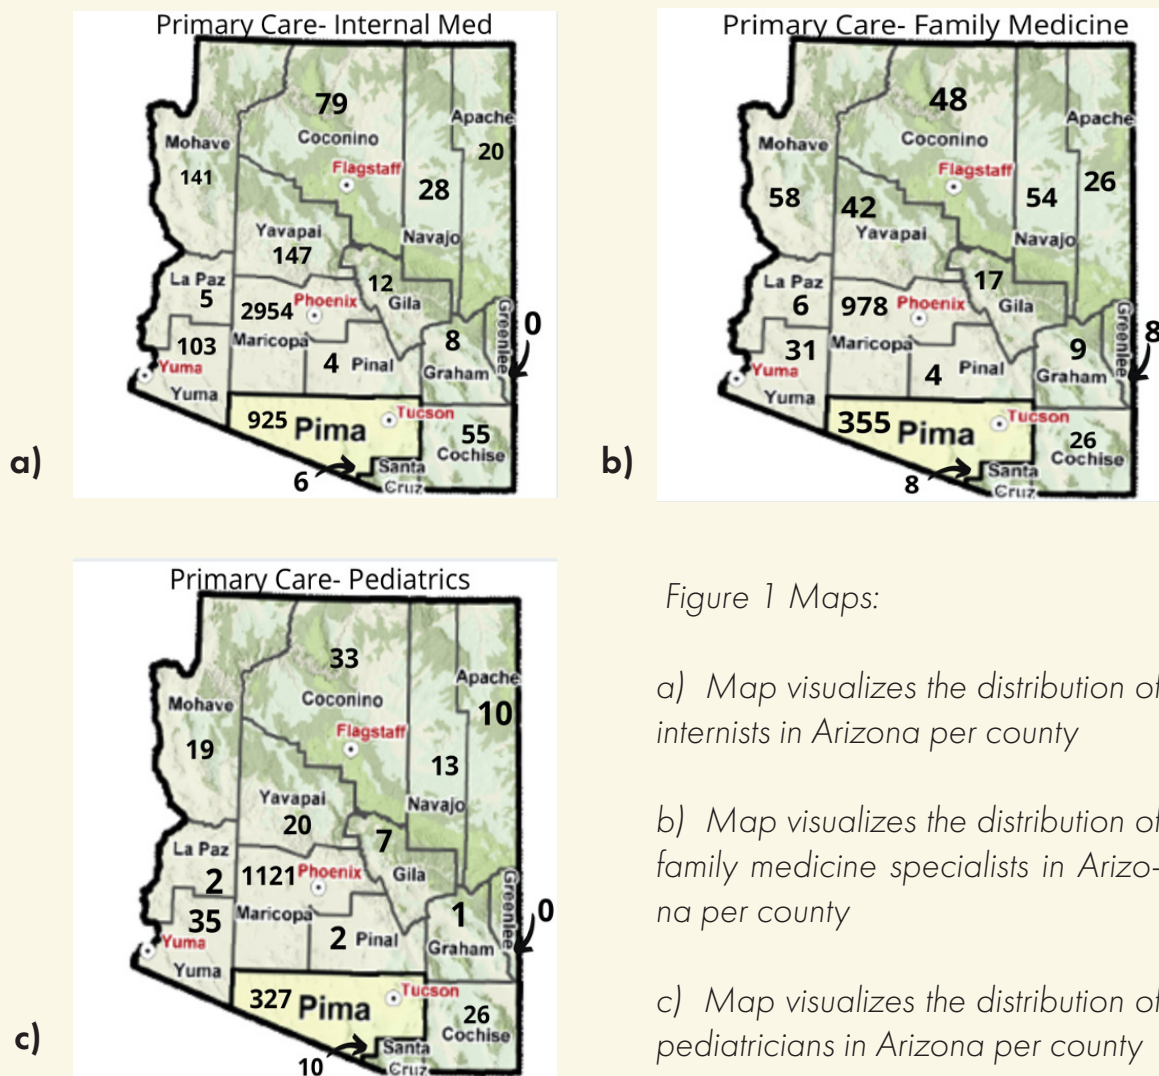 Primary Care- Internal Med
79
Apache
Mohave
Coconino
20
141
Flagstaff
28
Yavapai
Navajo
147
La Paz
12
5
2954
Phoenix
Gila
Greenlee
0
103
Maricopa
8
4
Pinal
Yuma
Graham
Yuma
925
Tucson
Pima
55
Cochise
a)
Santa
6
Cruz
Primary Care- Family Medicine
48
Apache
Mohave
Coconino
Flagstaff
26
58
42
54
Yavapai
Navajo
La Paz
17
6
978
Phoenix
Gila
Greenlee
8
31
Maricopa
9
4
Pinal
Yuma
Graham
Yuma
355
Tucson
Pima
26
Cochise
b)
Santa
8
Cruz
Primary Care- Pediatrics
33
Apache
Mohave
Coconino
10
Flagstaff
19
13
Yavapai
Navajo
20
7
La Paz
2
1121
Phoenix
Gila
Greenlee
35
Maricopa
1
0
2
Pinal
Yuma
Graham
Yuma
327
Tucson
Pima
26
Cochise
c)
Santa
10
Cruz
Figure 1 Maps:
a) Map visualizes the distribution of
internists in Arizona per county
b) Map visualizes the distribution of
family medicine specialists in Arizo-
na per county
c) Map visualizes the distribution of
pediatricians in Arizona per county